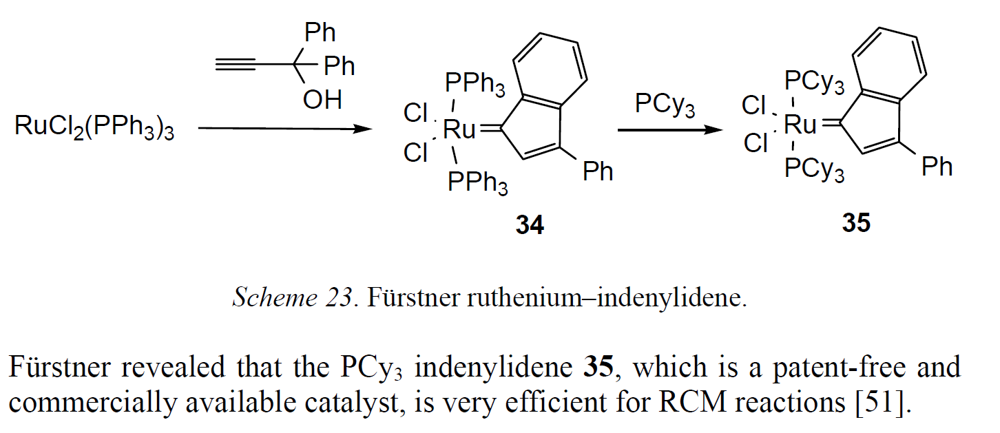 Ph
Ph
OH
RuCl2(PPh3)3
PPh3
Cl
Ru
Cl
PPh3
Ph
34
PCy3
PCy3
Cl
Ru
Cl
PCy3
Ph
35
Scheme 23. Fürstner ruthenium–indenylidene.
Fürstner revealed that the PCy3 indenylidene 35, which is a patent-free and
commercially available catalyst, is very efficient for RCM reactions [51].